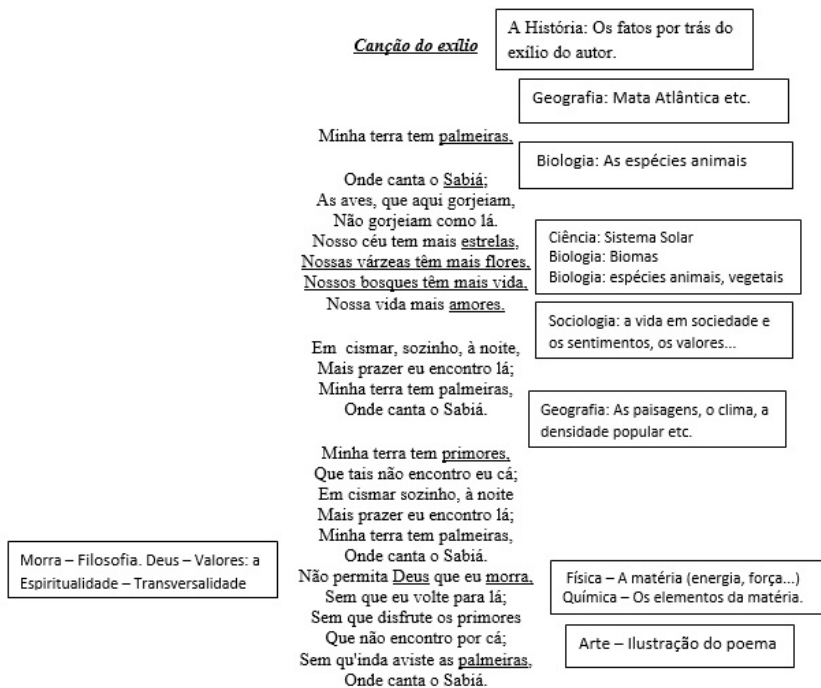 Canção do exílio
A História: Os fatos por trás do
exílio do autor.
Geografia: Mata Atlântica etc.
Minha terra tem palmeiras,
Biologia: As espécies animais
Onde canta o Sabiá;
As aves, que aqui gorjeiam,
Não gorjeiam como lá.
Nosso céu tem mais estrelas,
Nossas várzeas têm mais flores,
Nossos bosques têm mais vida,
Nossa vida mais amores.
Ciência: Sistema Solar
Biologia: Biomas
Biologia: espécies animais, vegetais
Sociologia: a vida em sociedade e
os sentimentos, os valores...
Em cismar, sozinho, à noite,
Mais prazer eu encontro lá;
Minha terra tem palmeiras,
Onde canta o Sabiá.
Geografia: As paisagens, o clima, a
densidade popular etc.
Minha terra tem primores,
Que tais não encontro eu cá;
Em cismar sozinho, à noite
Mais prazer eu encontro lá;
Minha terra tem palmeiras,
Onde canta o Sabiá.
Morra – Filosofia. Deus – Valores: a
Espiritualidade – Transversalidade
Não permita Deus que eu morra,
Sem que eu volte para lá;
Sem que disfrute os primores
Que não encontro por cá;
Sem qu'inda aviste as palmeiras,
Onde canta o Sabiá.
Física – A matéria (energia, força...)
Química – Os elementos da matéria.
Arte – Ilustração do poema